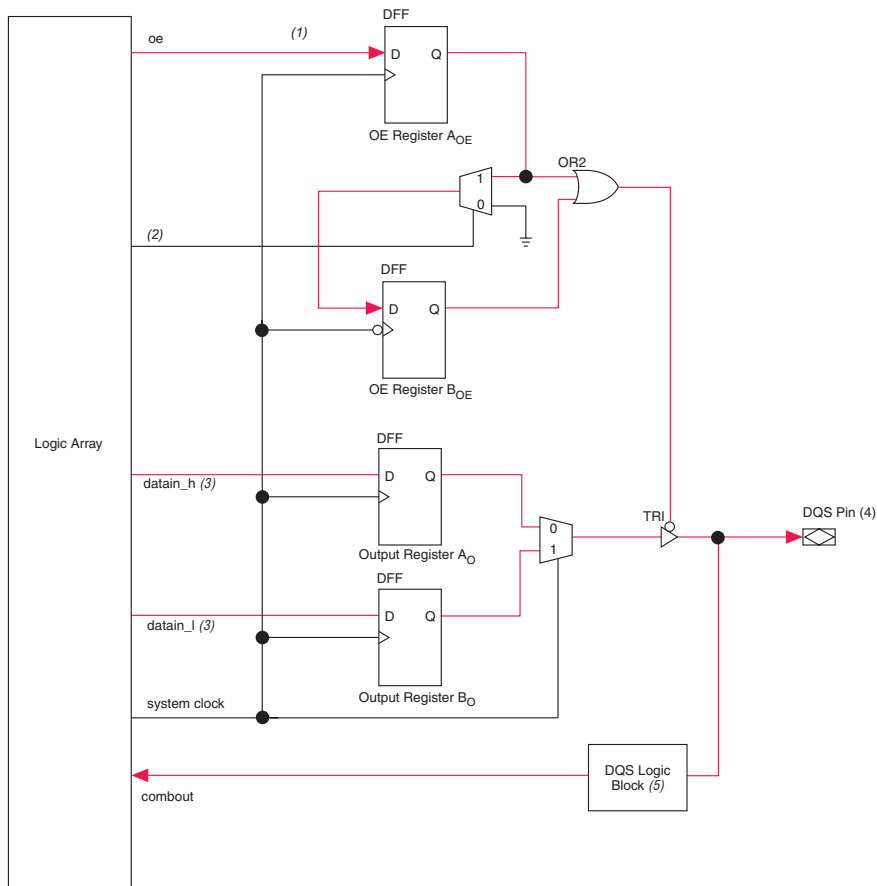 DFF
oe
(1)
D
Q
OE Register AOE
OR2
1
0
(2)
DFF
D
Q
OE Register BOE
Logic Array
DFF
datain_h (3)
D
Q
0
1
TRI
DQS Pin (4)
Output Register AO
DFF
datain_l (3)
D
Q
Output Register BO
system clock
DQS Logic
Block (5)
combout